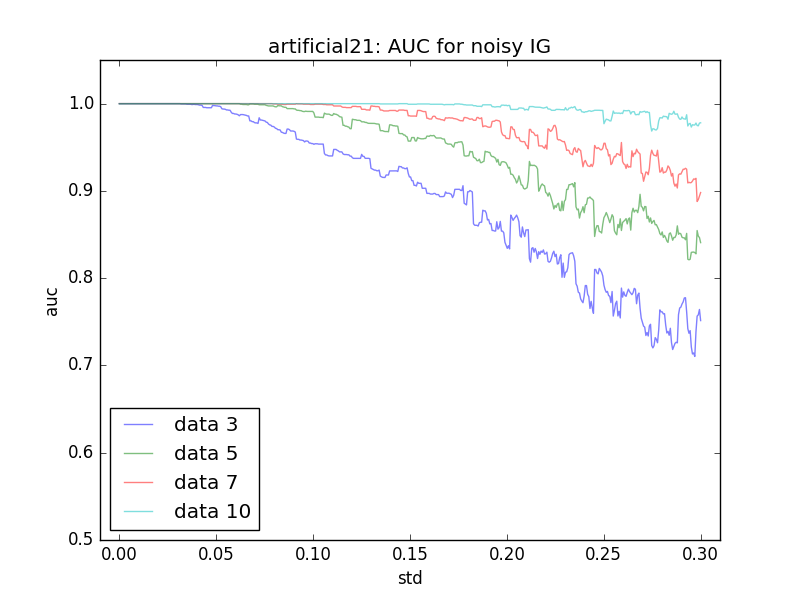 artificial21: AUC for noisy IG
1.0
0.9
0.8
0.7
0.6
0.5
auc
data 3
data 5
data 7
data 10
0.00 0.05 0.10 0.15 0.20 0.25 0.30
std